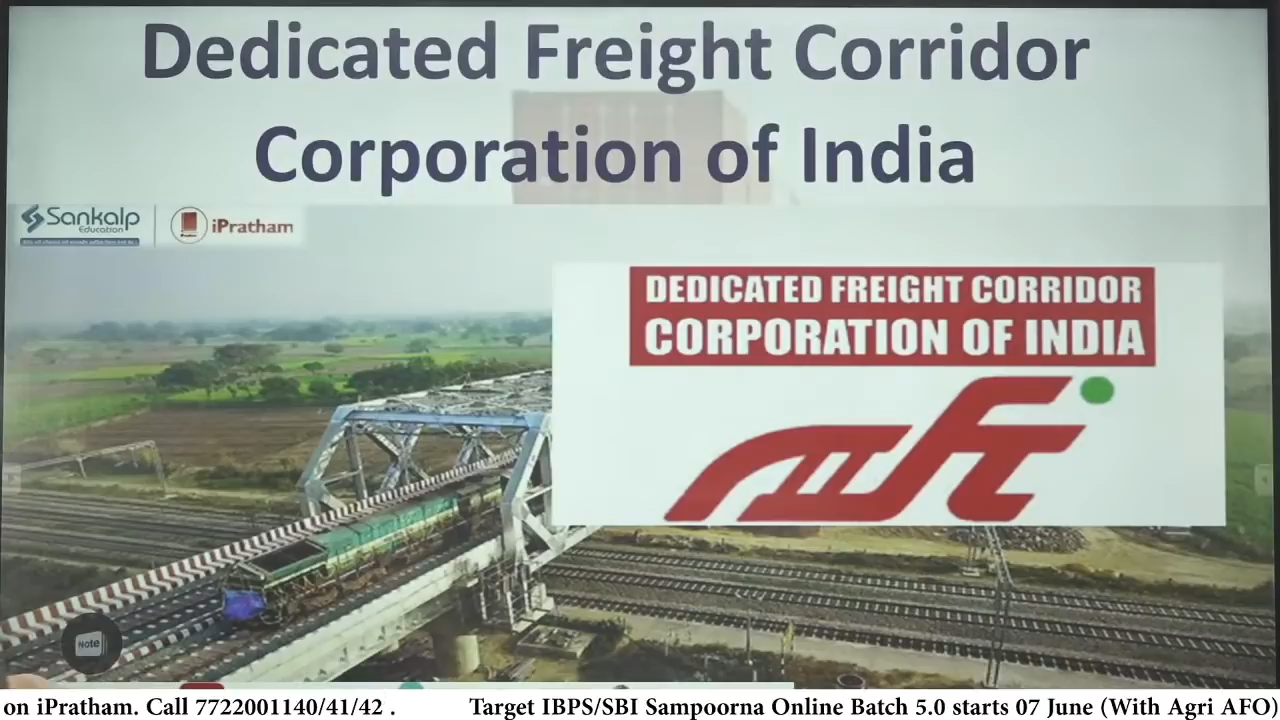 Dedicated Freight Corridor
Corporation of India
Sankalp
Education
iPratham
DEDICATED FREIGHT CORRIDOR
CORPORATION OF INDIA
Note
on iPratham. Call 7722001140/41/42 . Target IBPS/SBI Sampoorna Online Batch 5.0 starts 07 June (With Agri AFO)